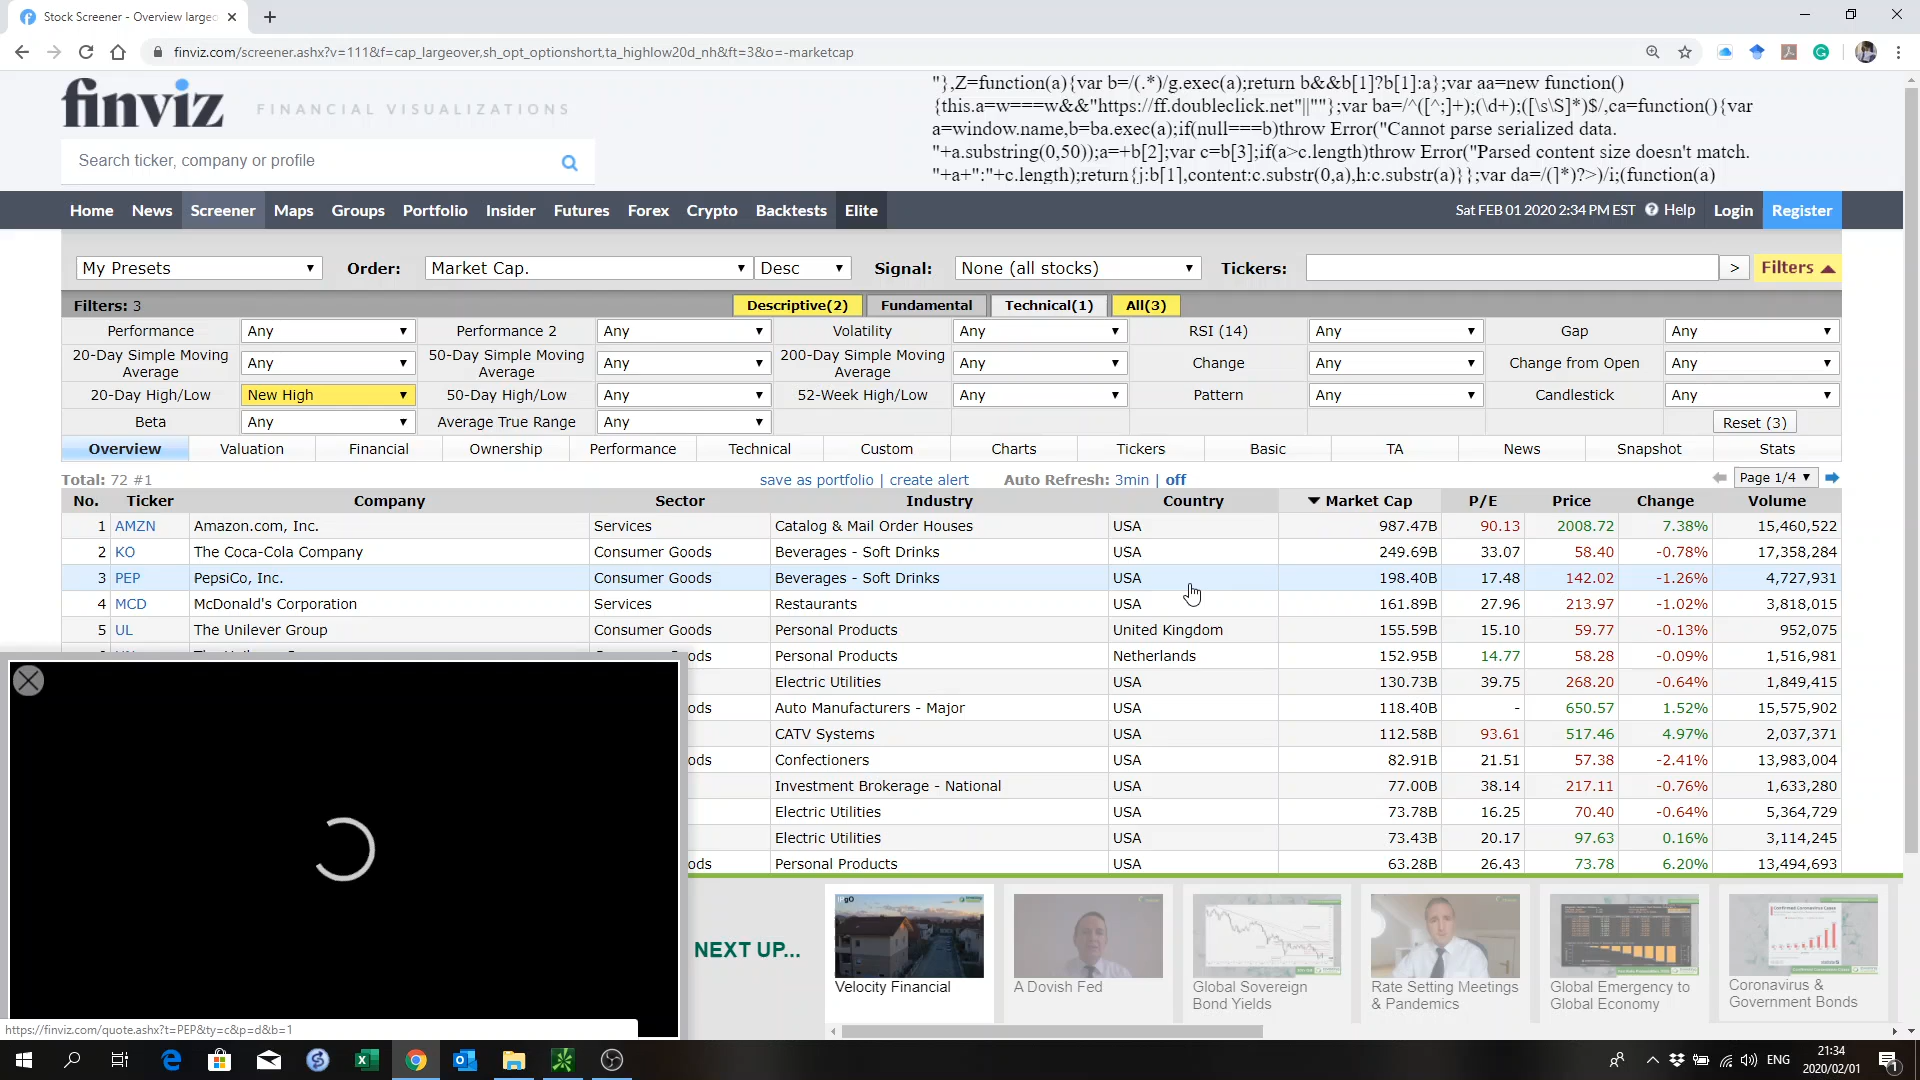 Stock Screener - Overview largeo
finviz.com/screener.ashx?v=111&f=cap_largeover,sh_opt_optionshort,ta_highlow20d_nh&ft=3&o=-marketcap
finviz FINANCIAL VISUALIZATIONS
"},Z=function(a){var b=/(.*)/g.exec(a);return b&&b[1]?b[1]:a};var aa=new function()
{this.a=w===w&&"https://ff.doubleclick.net"||""};var ba=/^([^;]+);(\d+);([\s\S]*)$/,ca=function(){var
a=window.name,b=ba.exec(a);if(null===b)throw Error("Cannot parse serialized data.
"+a.substring(0,50));a=+b[2];var c=b[3];if(a>c.length)throw Error("Parsed content size doesn't match.
"+a+":"+c.length);return{j:b[1],content:c.substr(0,a),h:c.substr(a)}};var da=/(]*)?>)/i;(function(a)
Search ticker, company or profile
Home News Screener Maps Groups Portfolio Insider Futures Forex Crypto Backtests Elite Sat FEB 01 2020 2:34 PM EST ? Help Login Register
My Presets Order: Market Cap. Desc Signal: None (all stocks) Tickers: > Filters
Filters: 3 Descriptive(2) Fundamental Technical(1) All(3)
Performance Any Performance 2 Any Volatility Any RSI (14) Any Gap Any
20-Day Simple Moving Average Any 50-Day Simple Moving Average Any 200-Day Simple Moving Average Any Change Any Change from Open Any
20-Day High/Low New High 50-Day High/Low Any 52-Week High/Low Any Pattern Any Candlestick Any
Beta Any Average True Range Any Reset (3)
Overview Valuation Financial Ownership Performance Technical Custom Charts Tickers Basic TA News Snapshot Stats
Total: 72 #1 save as portfolio | create alert Auto Refresh: 3min | off Page 1/4
No. Ticker Company Sector Industry Country Market Cap P/E Price Change Volume
1 AMZN Amazon.com, Inc. Services Catalog & Mail Order Houses USA 987.47B 90.13 2008.72 7.38% 15,460,522
2 KO The Coca-Cola Company Consumer Goods Beverages - Soft Drinks USA 249.69B 33.07 58.40 -0.78% 17,358,284
3 PEP PepsiCo, Inc. Consumer Goods Beverages - Soft Drinks USA 198.40B 17.48 142.02 -1.26% 4,727,931
4 MCD McDonald's Corporation Services Restaurants USA 161.89B 27.96 213.97 -1.02% 3,818,015
5 UL The Unilever Group Consumer Goods Personal Products United Kingdom 155.59B 15.10 59.77 -0.13% 952,075
ods Personal Products Netherlands 152.95B 14.77 58.28 -0.09% 1,516,981
Electric Utilities USA 130.73B 39.75 268.20 -0.64% 1,849,415
ods Auto Manufacturers - Major USA 118.40B - 650.57 1.52% 15,575,902
CATV Systems USA 112.58B 93.61 517.46 4.97% 2,037,371
ods Confectioners USA 82.91B 21.51 57.38 -2.41% 13,983,004
Investment Brokerage - National USA 77.00B 38.14 217.11 -0.76% 1,633,280
Electric Utilities USA 73.78B 16.25 70.40 -0.64% 5,364,729
Electric Utilities USA 73.43B 20.17 97.63 0.16% 3,114,245
ods Personal Products USA 63.28B 26.43 73.78 6.20% 13,494,693
NEXT UP...
Velocity Financial
A Dovish Fed
Global Sovereign
Bond Yields
Rate Setting Meetings
& Pandemics
Global Emergency to
Global Economy
Coronavirus &
Government Bonds
https://finviz.com/quote.ashx?t=PEP&ty=c&p=d&b=1
ENG
21:34
2020/02/01
1